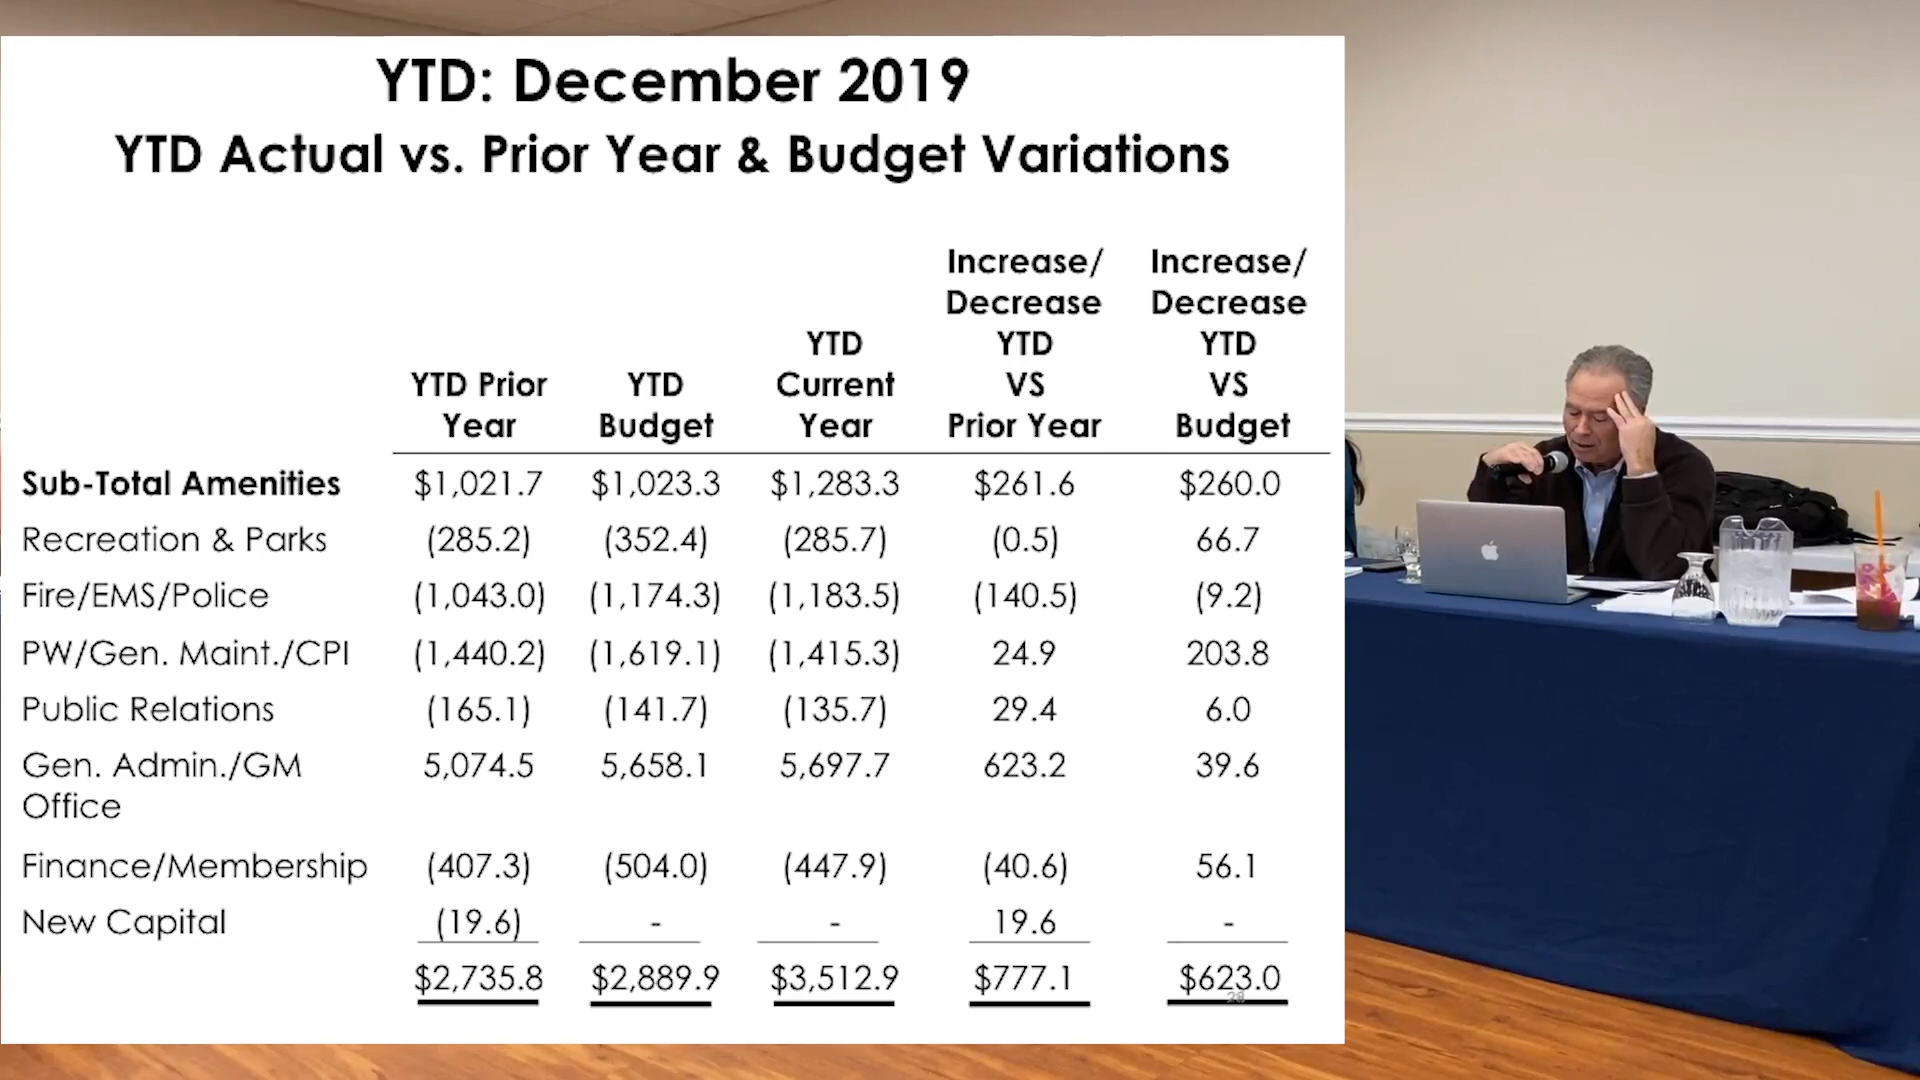 YTD: December 2019
YTD Actual vs. Prior Year & Budget Variations
YTD Prior Year YTD Budget YTD Current Year Increase/ Decrease YTD VS Prior Year Increase/ Decrease YTD VS Budget
Sub-Total Amenities $1,021.7 $1,023.3 $1,283.3 $261.6 $260.0
Recreation & Parks (285.2) (352.4) (285.7) (0.5) 66.7
Fire/EMS/Police (1,043.0) (1,174.3) (1,183.5) (140.5) (9.2)
PW/Gen. Maint./CPI (1,440.2) (1,619.1) (1,415.3) 24.9 203.8
Public Relations (165.1) (141.7) (135.7) 29.4 6.0
Gen. Admin./GM 5,074.5 5,658.1 5,697.7 623.2 39.6
Office
Finance/Membership (407.3) (504.0) (447.9) (40.6) 56.1
New Capital (19.6) - - 19.6 -
$2,735.8 $2,889.9 $3,512.9 $777.1 $623.0